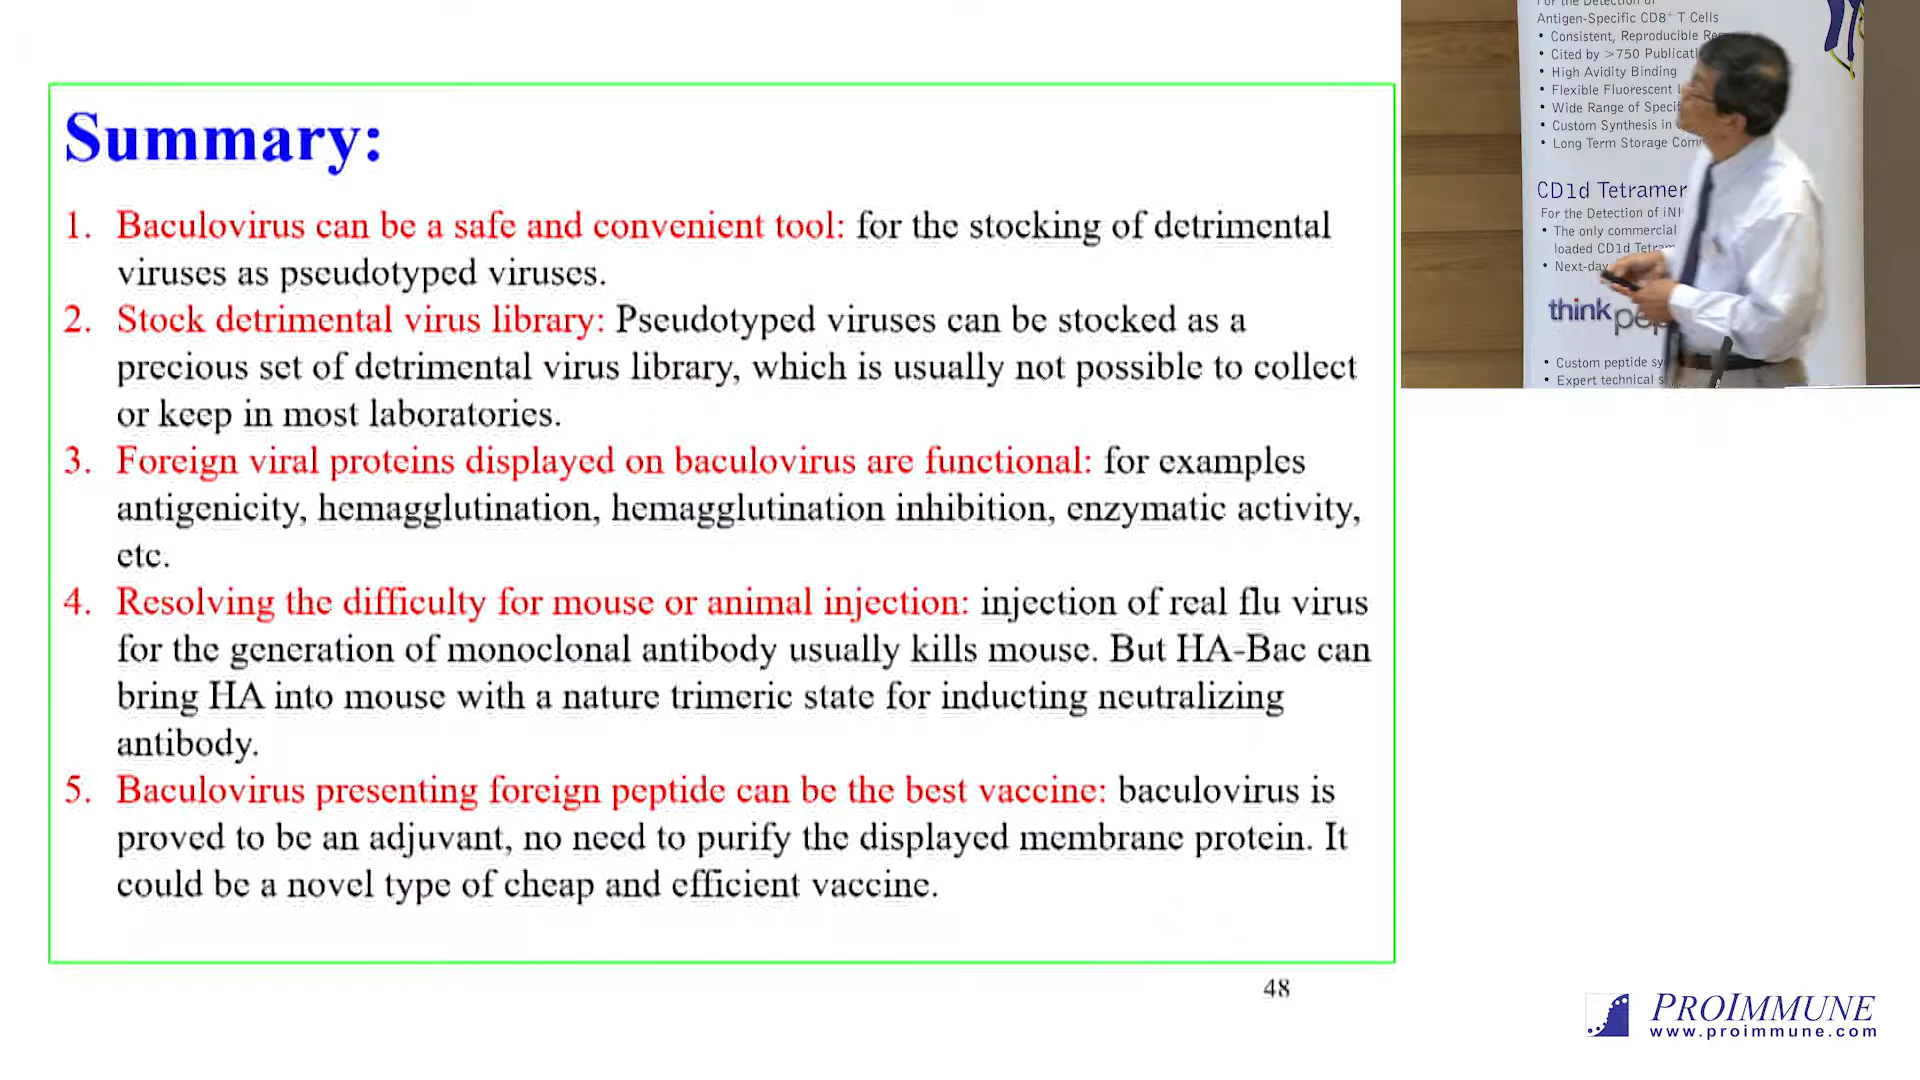 Summary:
1. Baculovirus can be a safe and convenient tool: for the stocking of detrimental
viruses as pseudotyped viruses.
2. Stock detrimental virus library: Pseudotyped viruses can be stocked as a
precious set of detrimental virus library, which is usually not possible to collect
or keep in most laboratories.
3. Foreign viral proteins displayed on baculovirus are functional: for examples
antigenicity, hemagglutination, hemagglutination inhibition, enzymatic activity,
etc.
4. Resolving the difficulty for mouse or animal injection: injection of real flu virus
for the generation of monoclonal antibody usually kills mouse. But HA-Bac can
bring HA into mouse with a nature trimeric state for inducting neutralizing
antibody.
5. Baculovirus presenting foreign peptide can be the best vaccine: baculovirus is
proved to be an adjuvant, no need to purify the displayed membrane protein. It
could be a novel type of cheap and efficient vaccine.
48
For the Detection of
Antigen-Specific CD8+ T Cells
• Consistent, Reproducible
• Cited by >750
• High Avidity Binding
• Flexible Fluorescent
• Wide Range of
• Custom Synthesis in
• Long Term Storage
CD1d Tetramer
For the Detection of
• The only commercial
loaded CD1d
• Next-day
think
• Custom peptide
• Expert technical
PROIMMUNE
www.proimmune.com